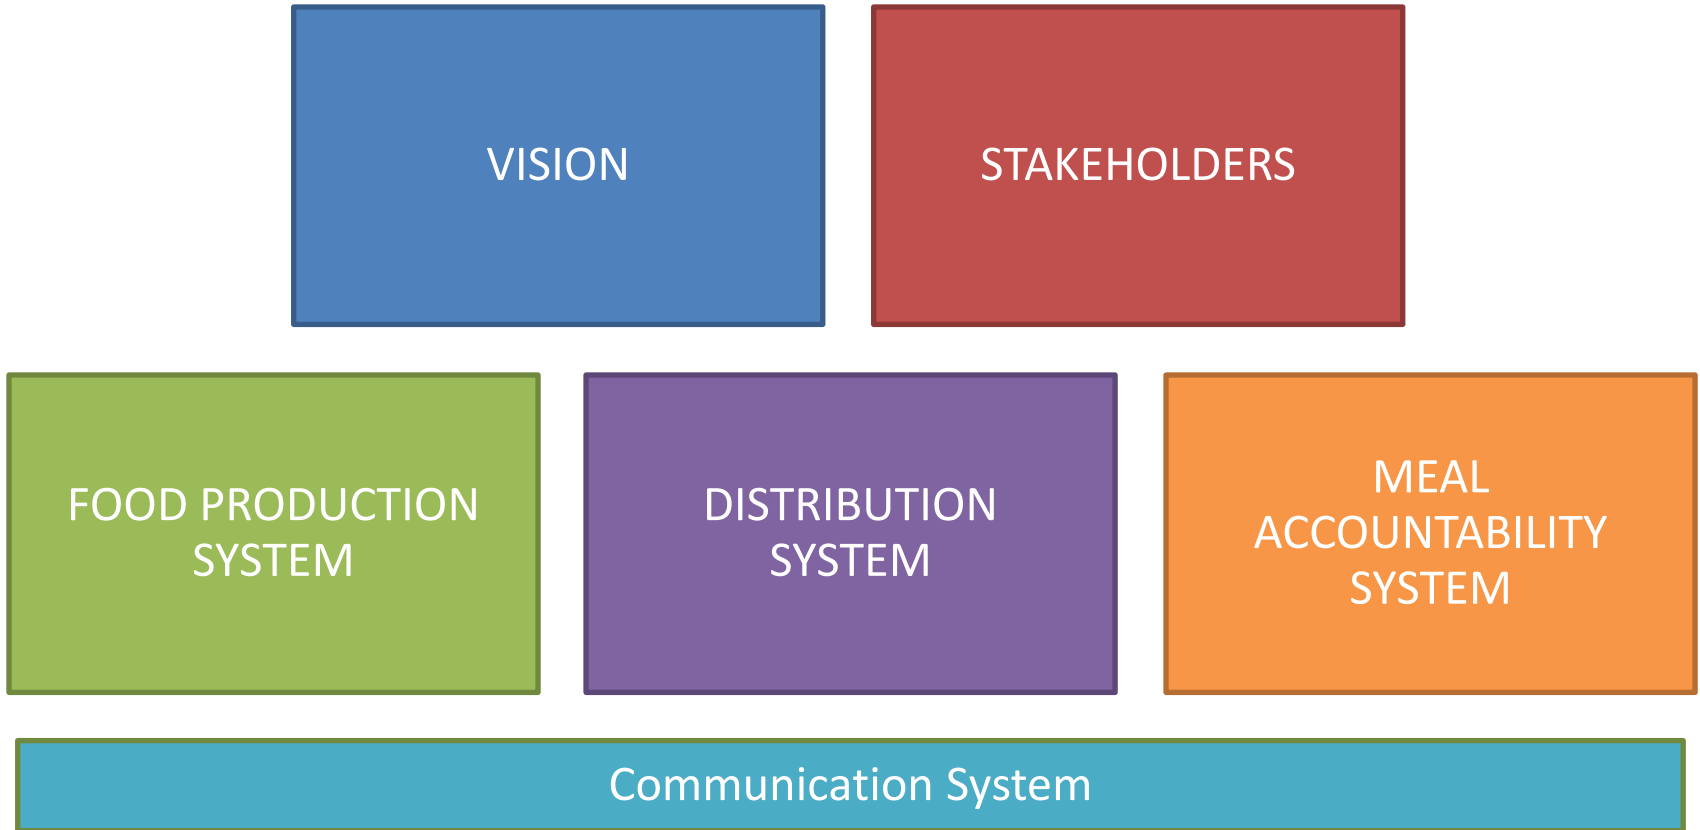 VISION
STAKEHOLDERS
FOOD PRODUCTION
SYSTEM
DISTRIBUTION
SYSTEM
MEAL
ACCOUNTABILITY
SYSTEM
Communication System